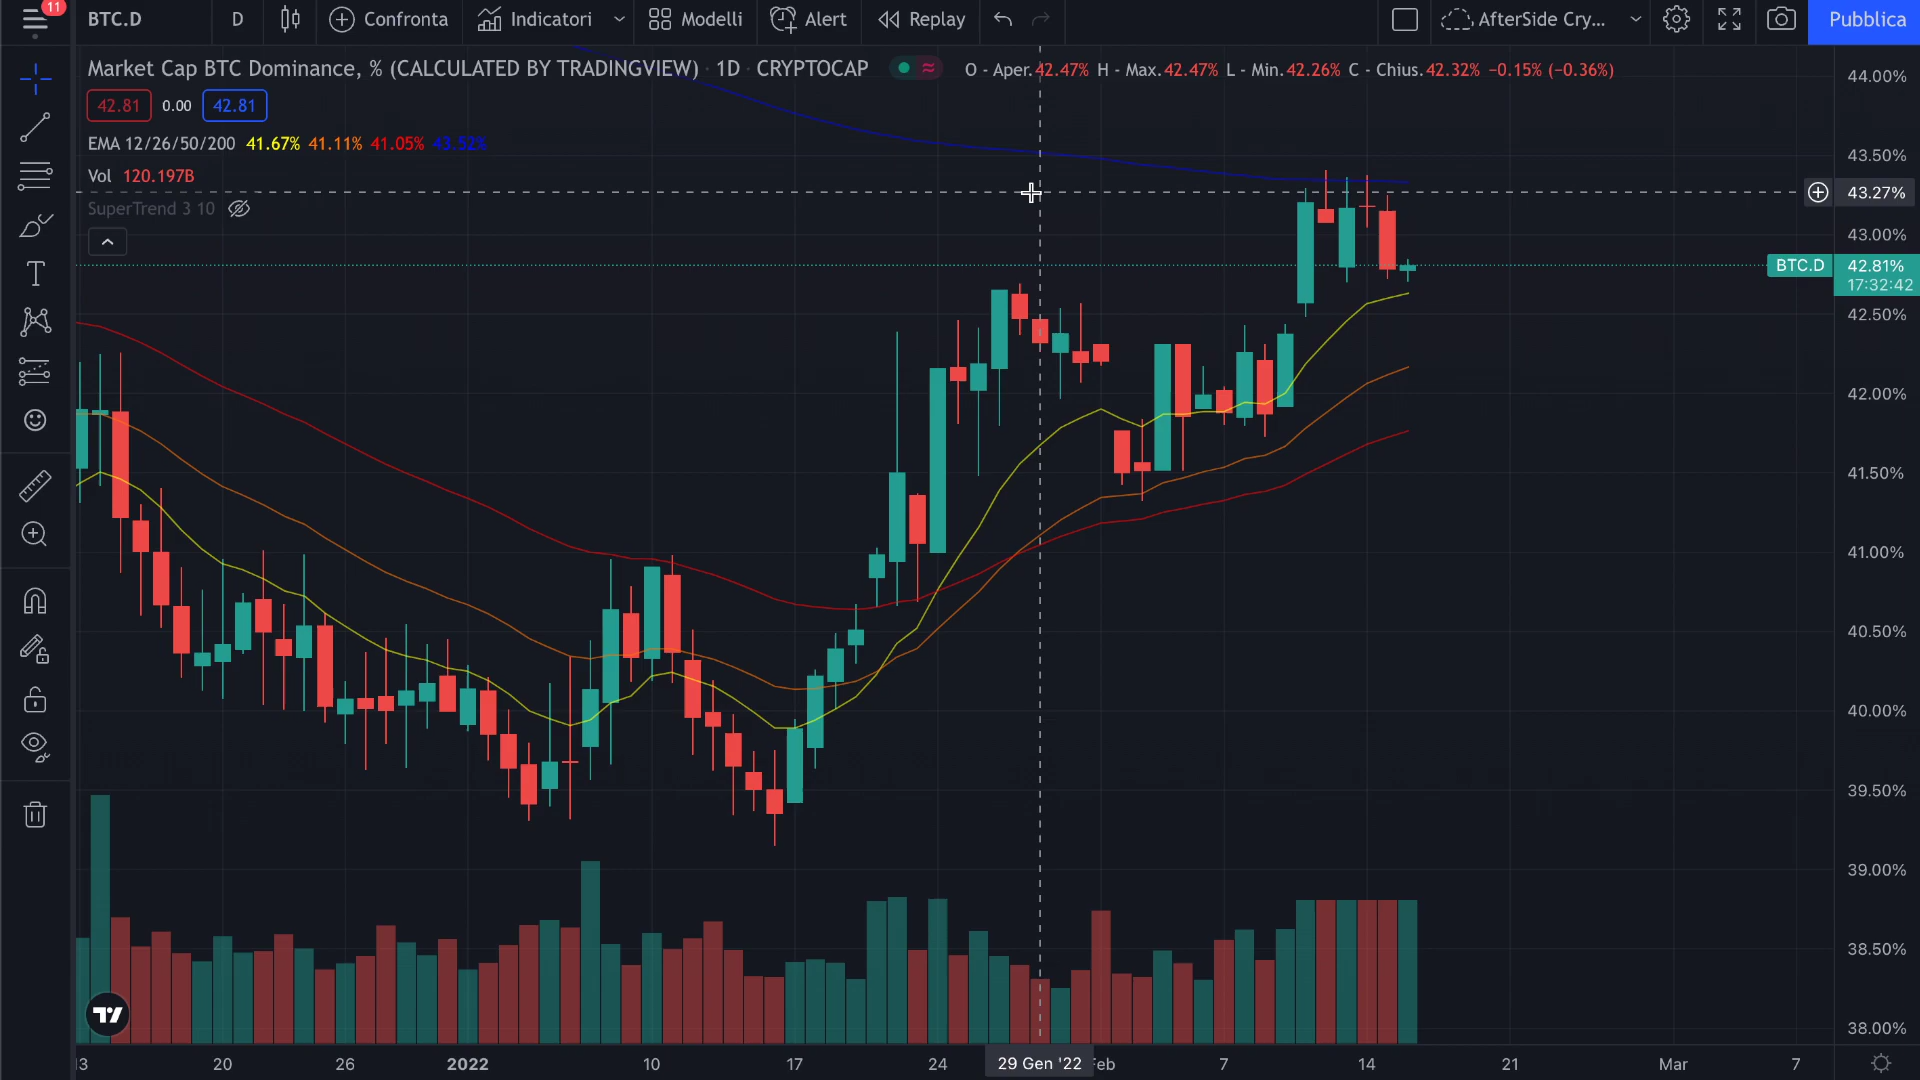 11
BTC.D
D
Confronta
Indicatori
Modelli
Alert
Replay
AfterSide Cry...
Pubblica
Market Cap BTC Dominance, % (CALCULATED BY TRADINGVIEW) · 1D · CRYPTOCAP
O - Aper. 42.47% H - Max. 42.47% L - Min. 42.26% C - Chius. 42.32% −0.15% (−0.36%)
42.81 0.00 42.81
EMA 12/26/50/200 41.67% 41.11% 41.05% 43.52%
Vol 120.197B
SuperTrend 3 10
44.00%
43.50%
43.27%
43.00%
BTC.D 42.81%
17:32:42
42.50%
42.00%
41.50%
41.00%
40.50%
40.00%
39.50%
39.00%
38.50%
38.00%
13 20 26 2022 10 17 24 29 Gen '22 Feb 7 14 21 Mar 7